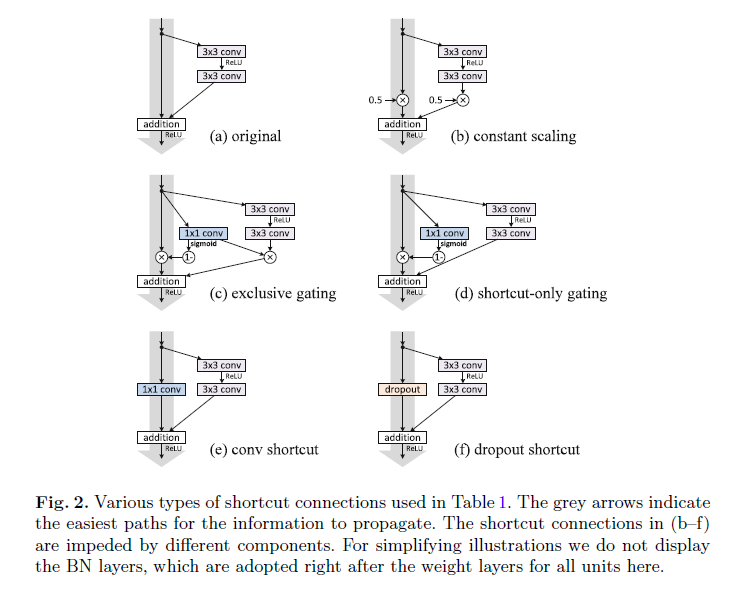 3x3 conv
ReLU
3x3 conv
addition
ReLU
(a) original
3x3 conv
ReLU
3x3 conv
0.5
0.5
addition
ReLU
(b) constant scaling
3x3 conv
ReLU
1x1 conv
3x3 conv
sigmoid
1-
addition
ReLU
(c) exclusive gating
3x3 conv
ReLU
1x1 conv
3x3 conv
sigmoid
1-
addition
ReLU
(d) shortcut-only gating
3x3 conv
ReLU
1x1 conv
3x3 conv
addition
ReLU
(e) conv shortcut
3x3 conv
ReLU
dropout
3x3 conv
addition
ReLU
(f) dropout shortcut
Fig. 2. Various types of shortcut connections used in Table 1. The grey arrows indicate
the easiest paths for the information to propagate. The shortcut connections in (b–f)
are impeded by different components. For simplifying illustrations we do not display
the BN layers, which are adopted right after the weight layers for all units here.